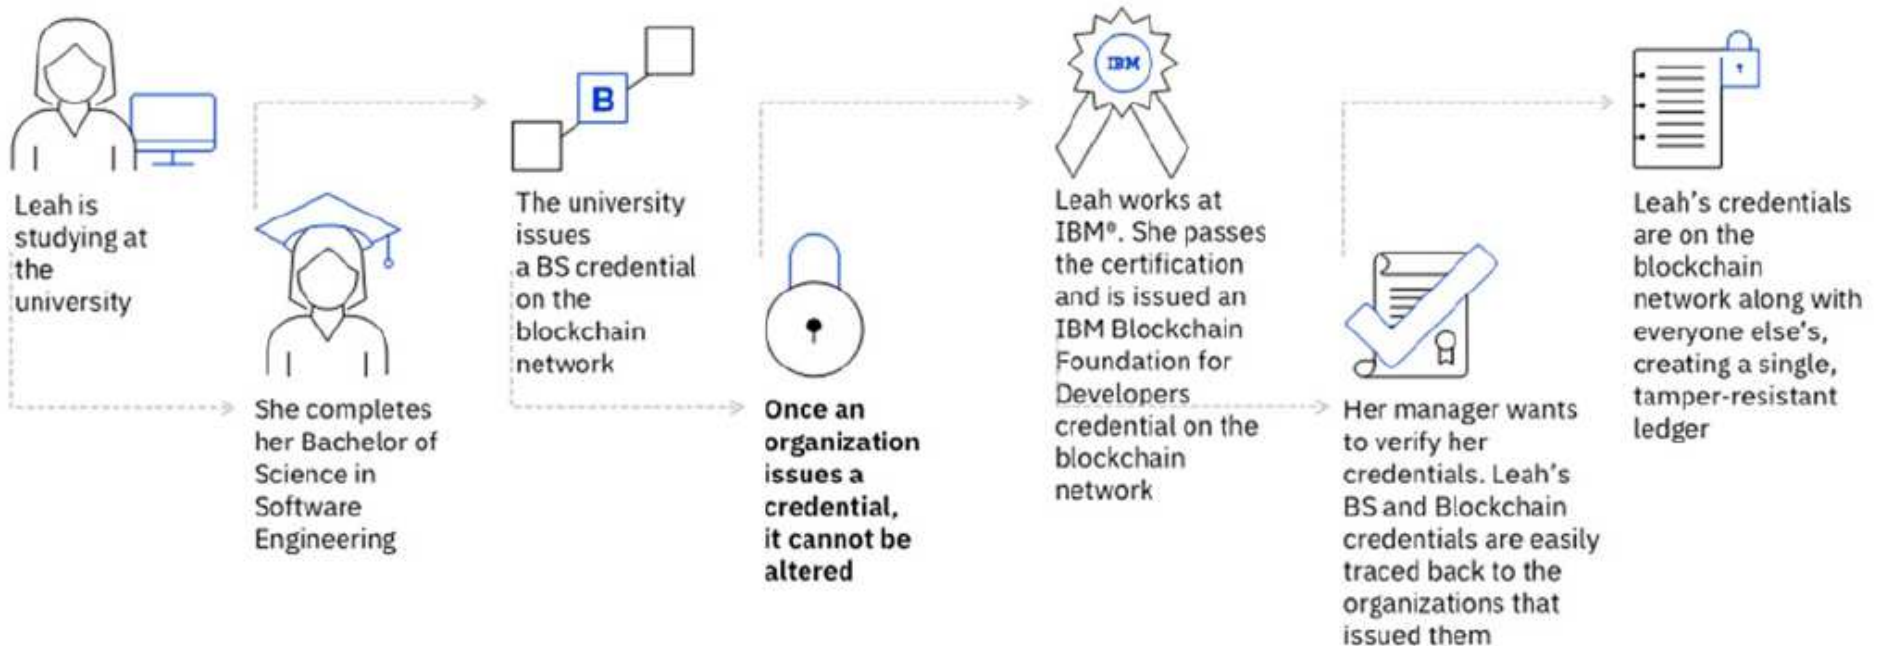 Leah is
studying at
the
university
She completes
her Bachelor of
Science in
Software
Engineering
B
The university
issues
a BS credential
on the
blockchain
network
Once an
organization
issues a
credential,
it cannot be
altered
IBM
Leah works at
IBM®. She passes
the certification
and is issued an
IBM Blockchain
Foundation for
Developers
credential on the
blockchain
network
Her manager wants
to verify her
credentials. Leah's
BS and Blockchain
credentials are easily
traced back to the
organizations that
issued them
Leah's credentials
are on the
blockchain
network along with
everyone else's,
creating a single,
tamper-resistant
ledger